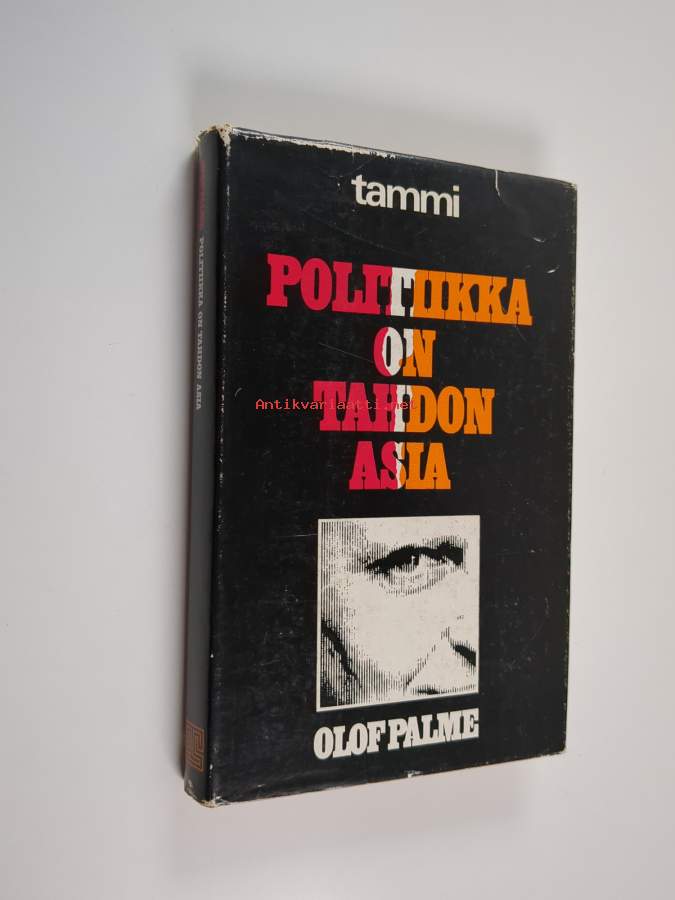 tammi
POLITIIKKA
ON
TAHDON
ASIA
OLOF PALME
POLITIIKKA ON TAHDON ASIA
Antikvariaatti.net